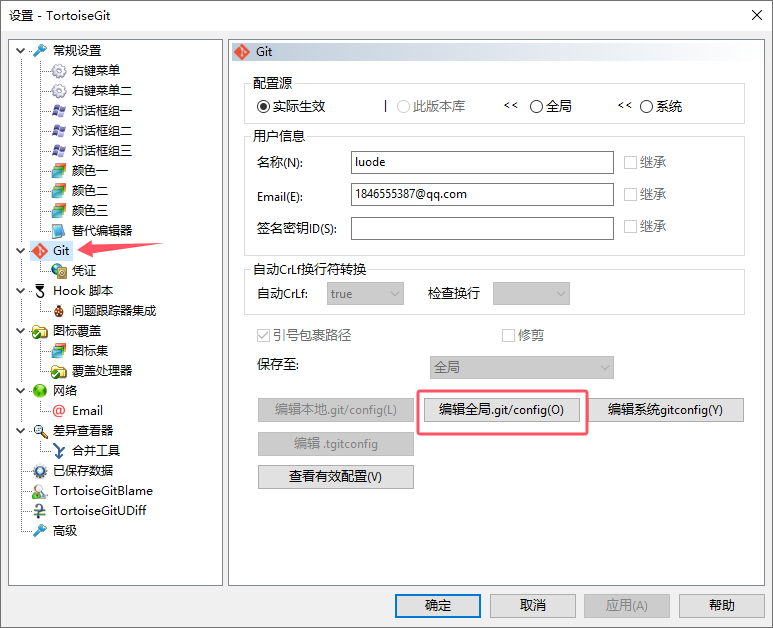 设置 - TortoiseGit
常规设置
右键菜单
右键菜单二
对话框组一
对话框组二
对话框组三
颜色一
颜色二
颜色三
替代编辑器
Git
凭证
Hook 脚本
问题跟踪器集成
图标覆盖
图标集
覆盖处理器
网络
Email
差异查看器
合并工具
已保存数据
TortoiseGitBlame
TortoiseGitUDiff
高级
Git
配置源
实际生效 | 此版本库 << 全局 << 系统
用户信息
名称(N): luode 继承
Email(E): 1846555387@qq.com 继承
签名密钥ID(S): 继承
自动CrLf换行符转换
自动CrLf: true 检查换行
引号包裹路径 修剪
保存至: 全局
编辑本地.git/config(L) 编辑全局.git/config(O) 编辑系统gitconfig(Y)
编辑 .tgitconfig
查看有效配置(V)
确定 取消 应用(A) 帮助